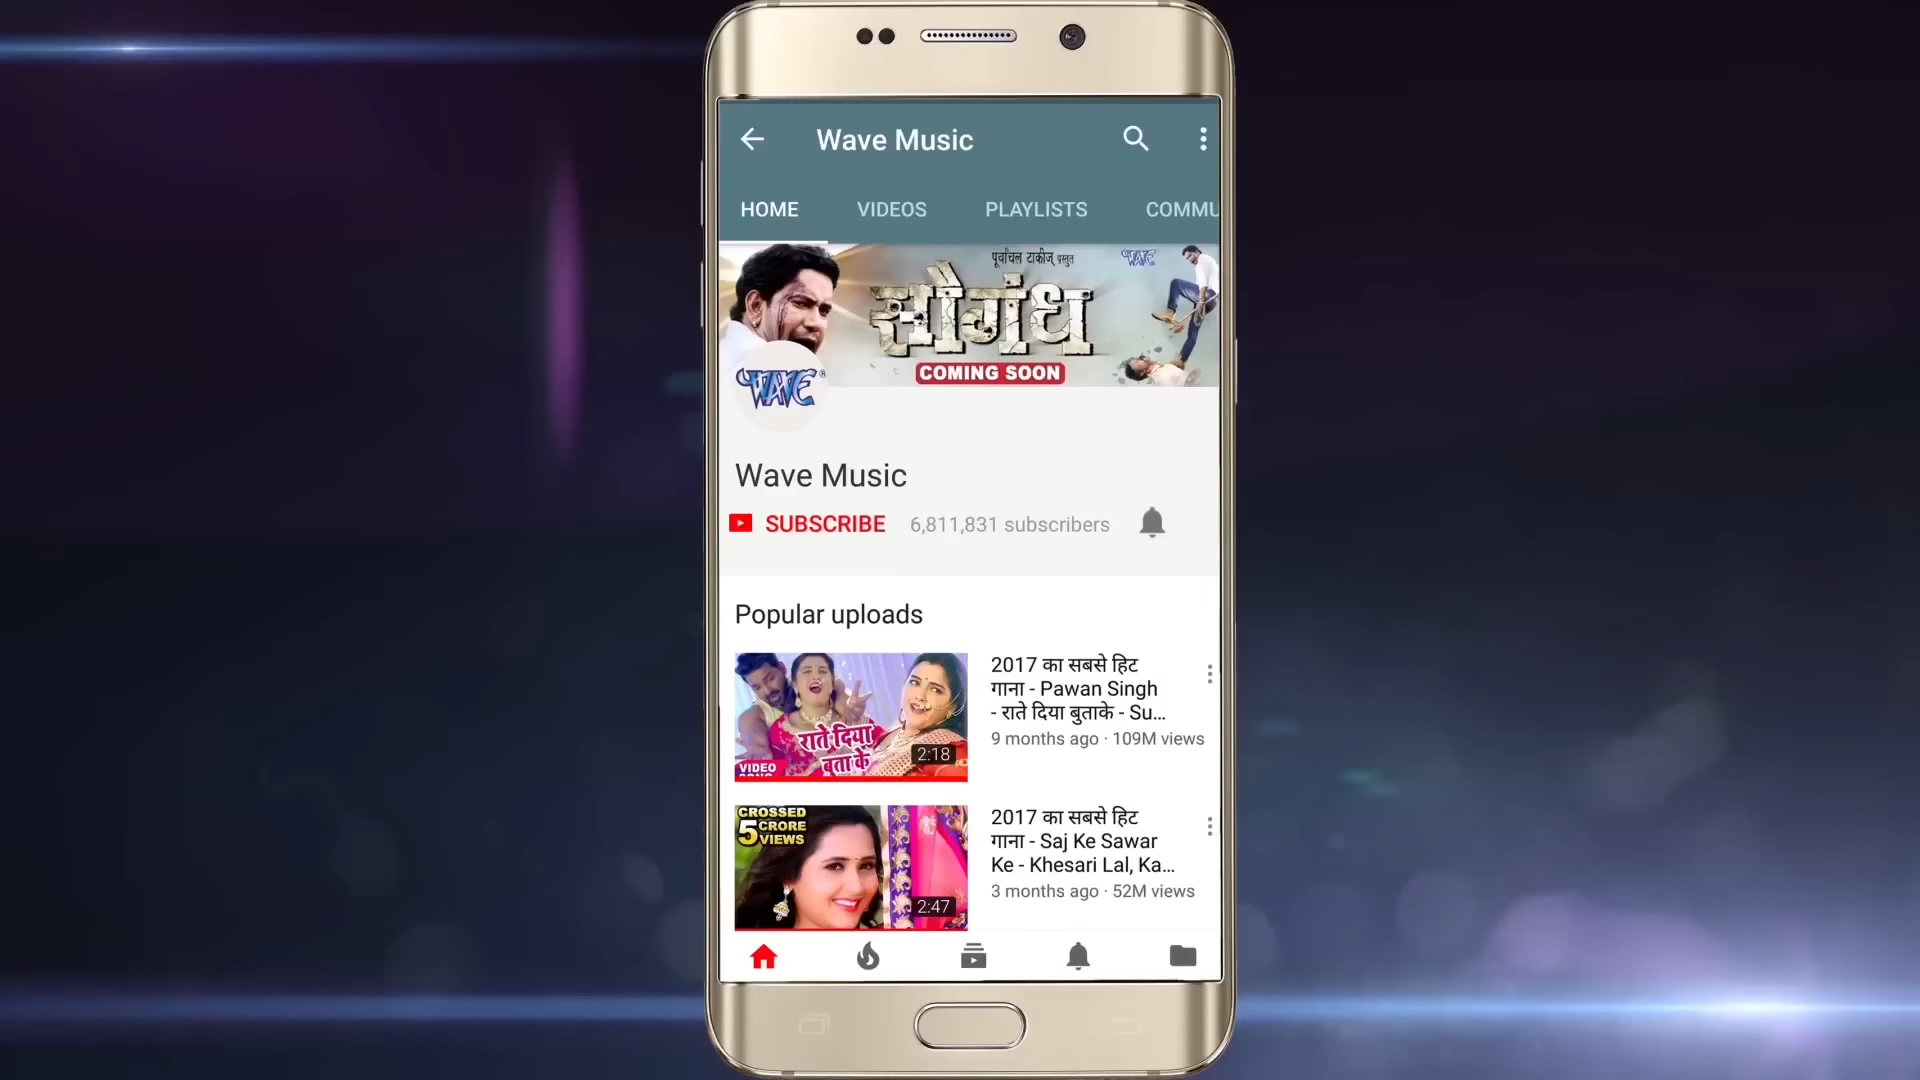 Wave Music
HOME VIDEOS PLAYLISTS COMMU
पूर्वांचल टाकीज् प्रस्तुत
WAVE
सौगंध
COMING SOON
WAVE®
Wave Music
SUBSCRIBE 6,811,831 subscribers
Popular uploads
राते दिया
बुता के
VIDEO
SONG
2:18
2017 का सबसे हिट
गाना - Pawan Singh
- राते दिया बुताके - Su...
9 months ago · 109M views
CROSSED
5 CRORE
VIEWS
2:47
2017 का सबसे हिट
गाना - Saj Ke Sawar
Ke - Khesari Lal, Ka...
3 months ago · 52M views